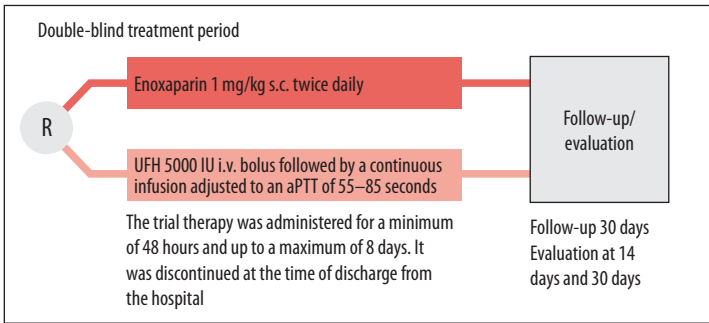 Double-blind treatment period
Enoxaparin 1 mg/kg s.c. twice daily
R
UFH 5000 IU i.v. bolus followed by a continuous
infusion adjusted to an aPTT of 55–85 seconds
Follow-up/
evaluation
The trial therapy was administered for a minimum
of 48 hours and up to a maximum of 8 days. It
was discontinued at the time of discharge from
the hospital
Follow-up 30 days
Evaluation at 14
days and 30 days